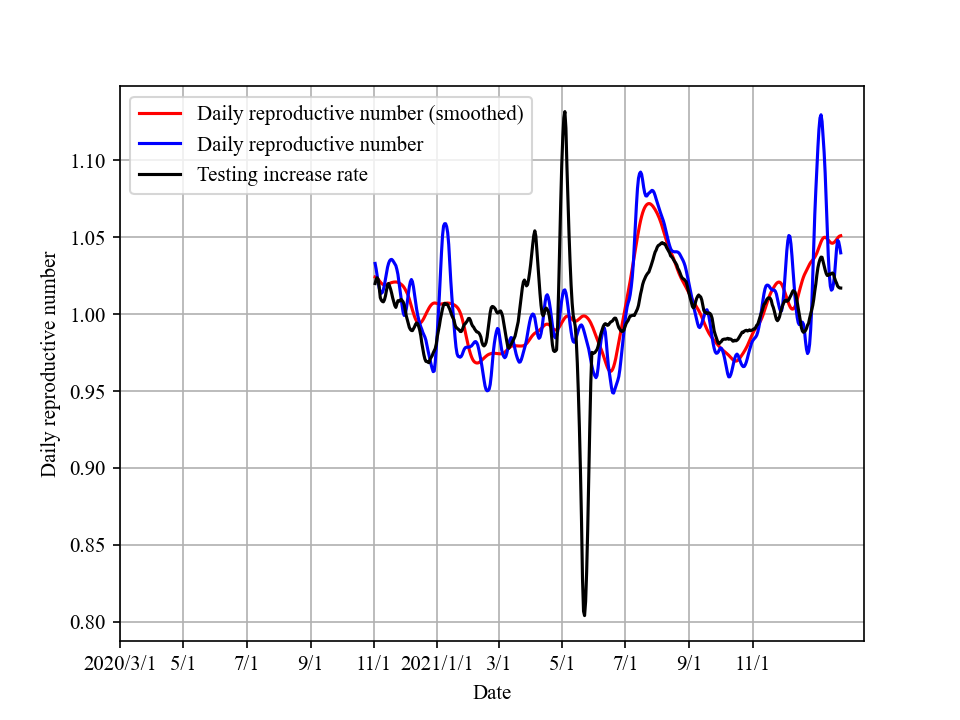 Daily reproductive number (smoothed)
Daily reproductive number
Testing increase rate
Daily reproductive number
1.10
1.05
1.00
0.95
0.90
0.85
0.80
2020/3/1 5/1 7/1 9/1 11/1 2021/1/1 3/1 5/1 7/1 9/1 11/1
Date